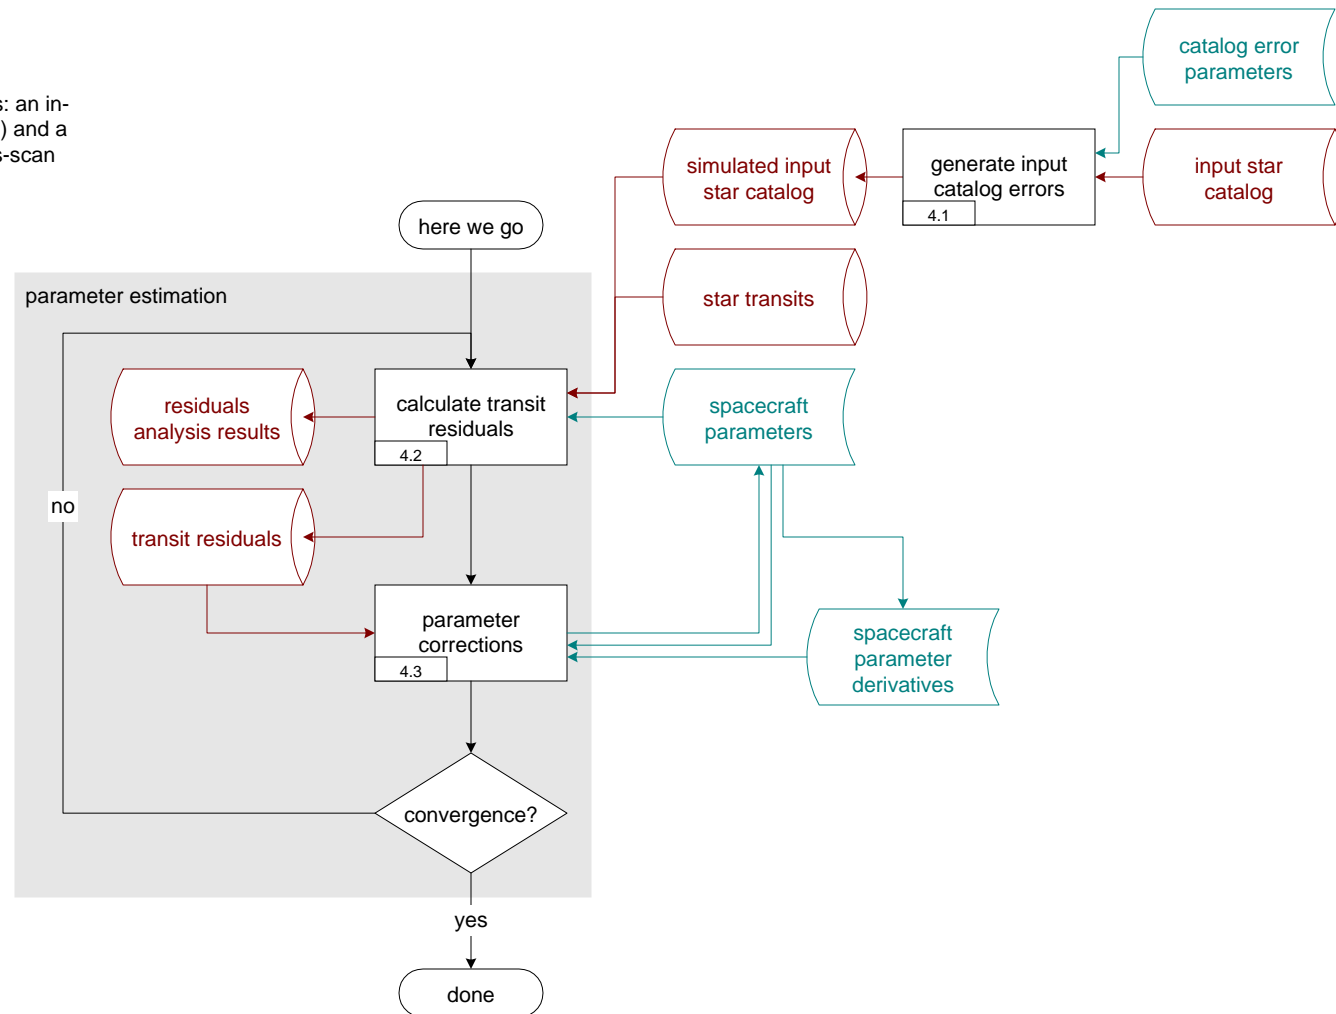 catalog error
parameters
s: an in-
) and a
s-scan
simulated input
star catalog
generate input
catalog errors
4.1
input star
catalog
here we go
star transits
parameter estimation
residuals
analysis results
calculate transit
residuals
4.2
spacecraft
parameters
no
transit residuals
parameter
corrections
4.3
spacecraft
parameter
derivatives
convergence?
yes
done